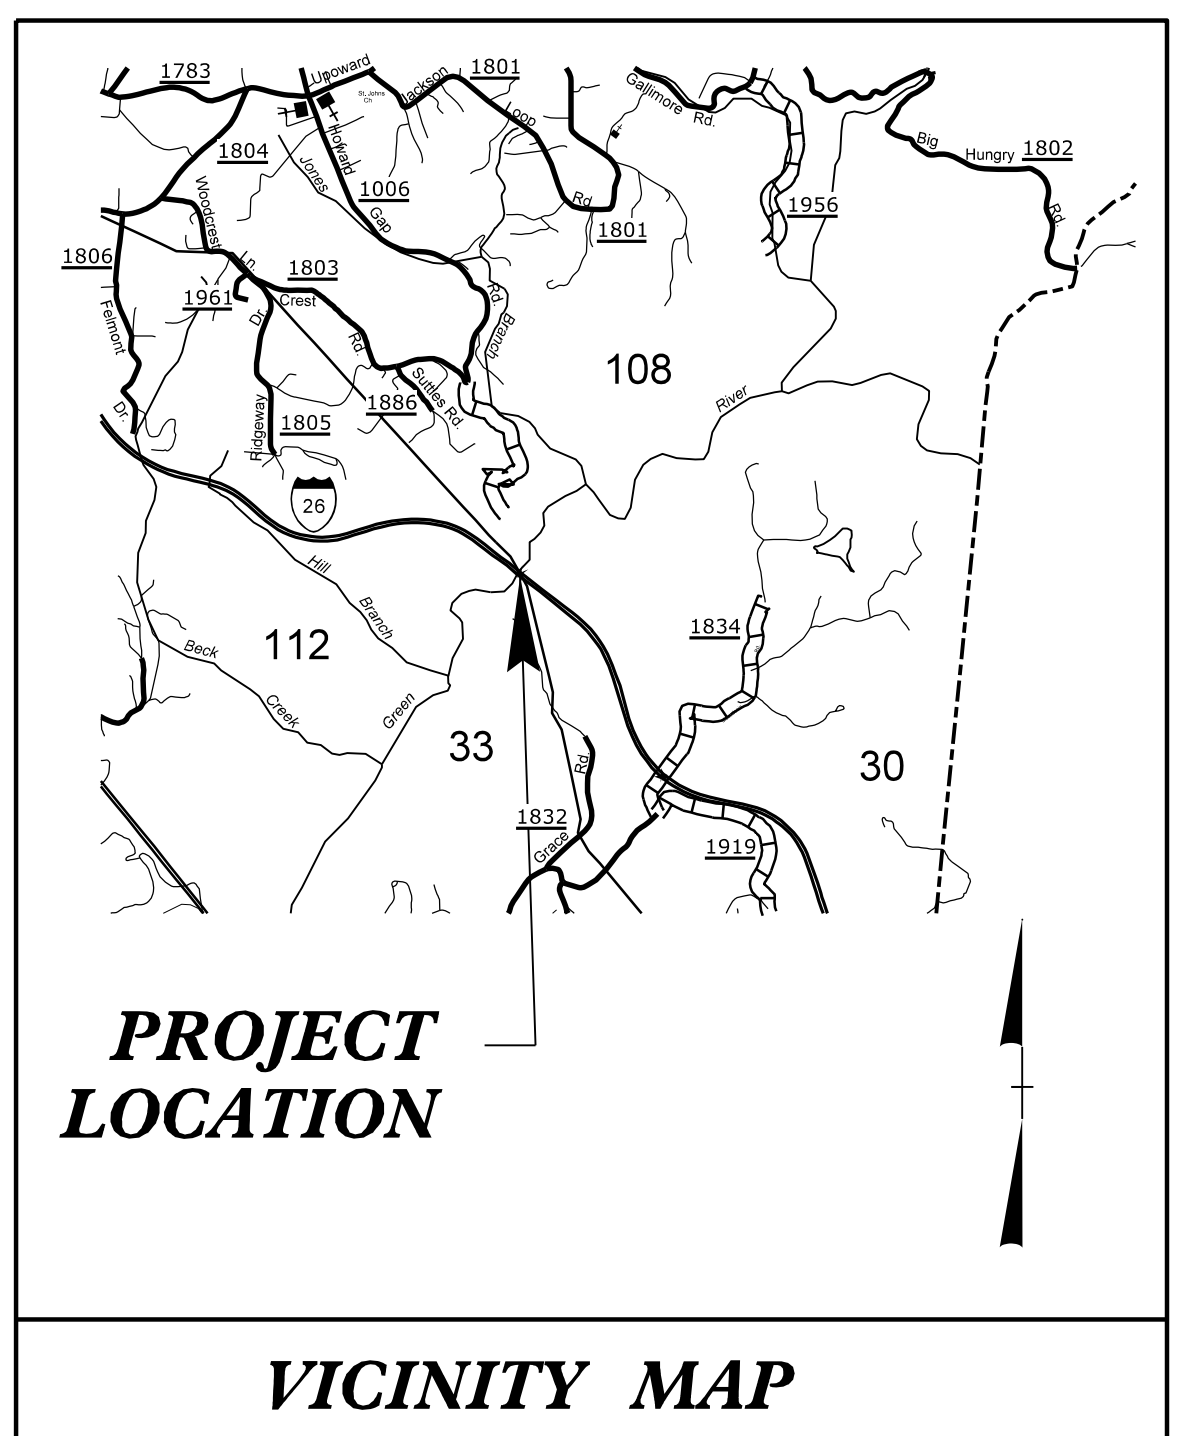 1783
Upoward
1801
Jackson
St. Johns
Ch
Loop
Gallimore
Rd.
Howard
1804
Jones
1006
Gap
Big
Hungry
1802
Rd.
Woodcrest
Ln.
Rd
1801
1956
1806
1803
Crest
1961
Dr.
Felmont
Rd.
Rd.
Branch
108
Suttles Rd.
1886
River
Dr.
Ridgeway
1805
26
Hill
Branch
112
Beck
Creek
Green
1834
33
Rd.
30
1832
Grace
1919
PROJECT
LOCATION
VICINITY MAP